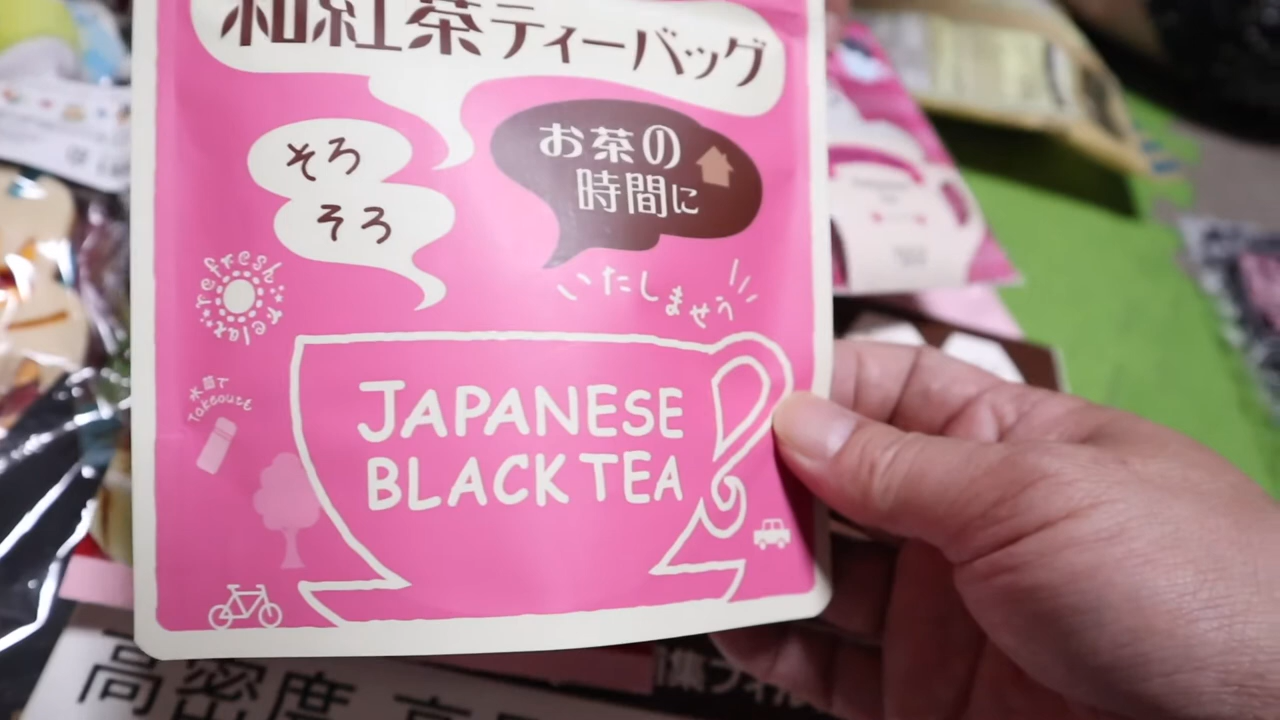 和紅茶ティーバッグ
そろ
そろ
お茶の
時間に
いたしませう
refresh
relax
水筒で
Takeout!
JAPANESE
BLACK TEA
高密度